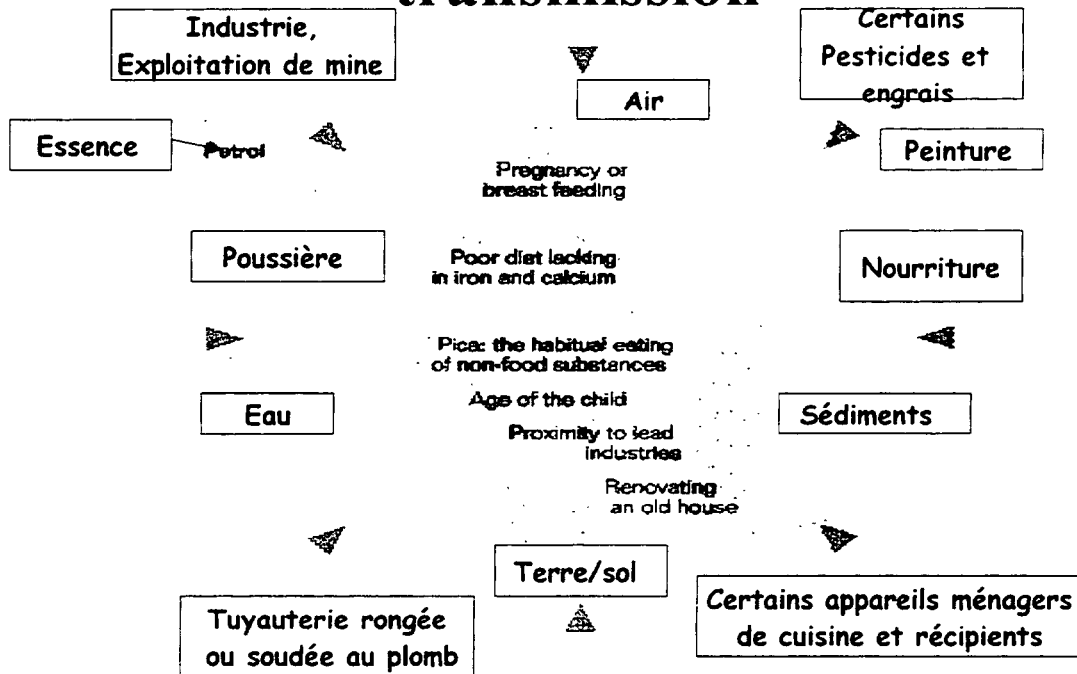 transmission
Industrie,
Exploitation de mine
Air
Certains
Pesticides et
engrais
Essence
Petrol
Peinture
Pregnancy or
breast feeding
Poussière
Poor diet lacking
in iron and calcium
Nourriture
Pica: the habitual eating
of non-food substances
Eau
Age of the child
Sédiments
Proximity to lead
industries
Renovating
an old house
Terre/sol
Tuyauterie rongée
ou soudée au plomb
Certains appareils ménagers
de cuisine et récipients